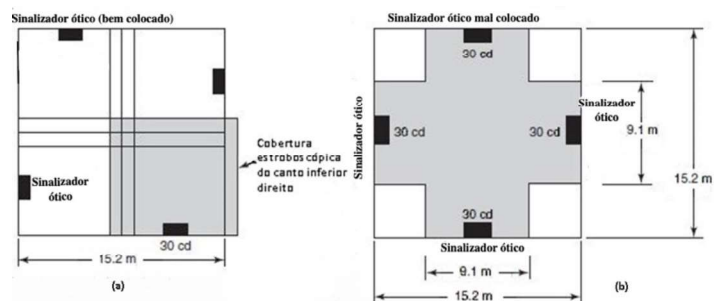 Sinalizador ótico (bem colocado)
Cobertura
estrobos cópica
do canto inferior
direito
Sinalizador
ótico
30 cd
15.2 m
(a)
Sinalizador ótico mal colocado
30 cd
Sinalizador ótico
30 cd
30 cd
Sinalizador
ótico
9.1 m
15.2 m
30 cd
Sinalizador ótico
9.1 m
(b)
15.2 m